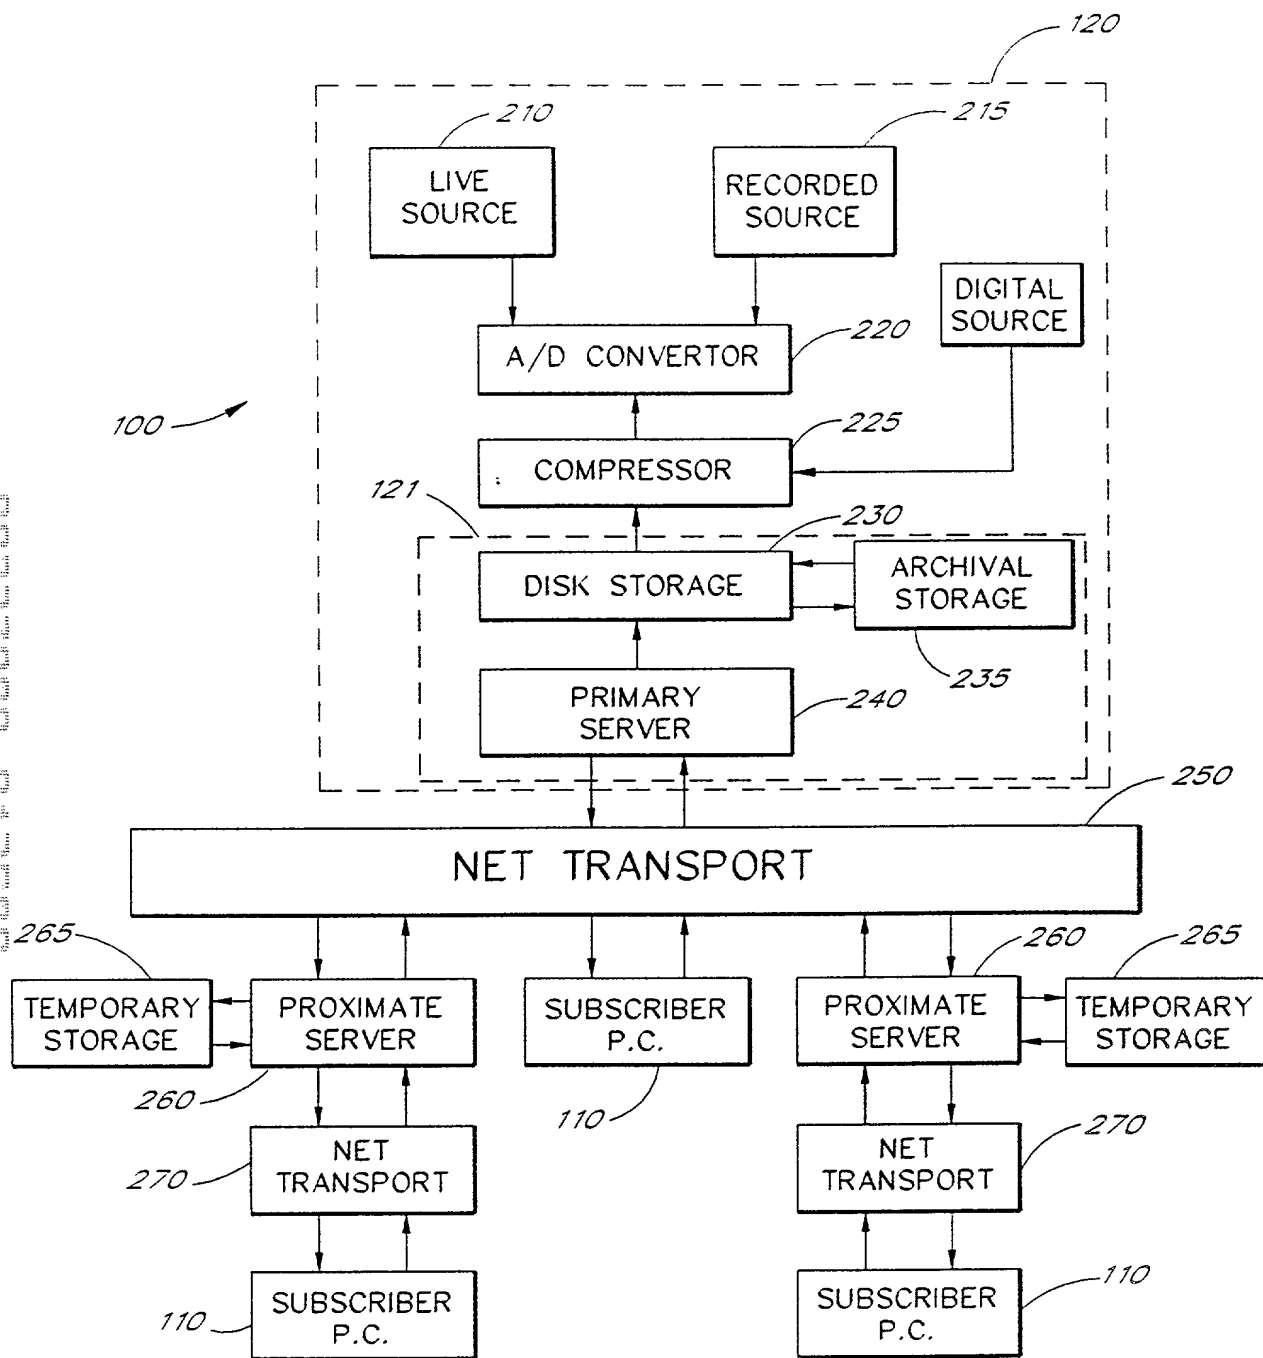 120
210
215
LIVE
SOURCE
RECORDED
SOURCE
DIGITAL
SOURCE
A/D CONVERTOR
220
100
225
COMPRESSOR
121
230
DISK STORAGE
ARCHIVAL
STORAGE
235
PRIMARY
SERVER
240
250
NET TRANSPORT
265
TEMPORARY
STORAGE
PROXIMATE
SERVER
260
SUBSCRIBER
P.C.
110
260
PROXIMATE
SERVER
265
TEMPORARY
STORAGE
270
NET
TRANSPORT
NET
TRANSPORT
270
110
SUBSCRIBER
P.C.
SUBSCRIBER
P.C.
110